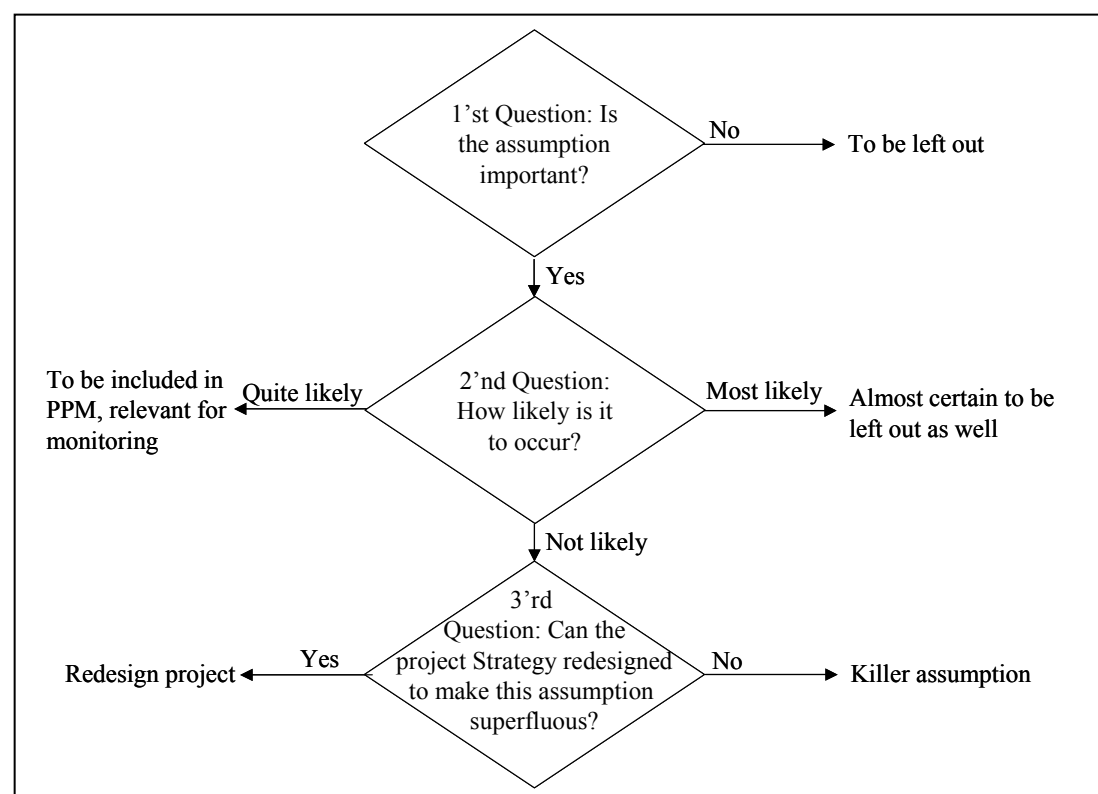 1’st Question: Is
the assumption
important?
No
To be left out
Yes
To be included in
PPM, relevant for
monitoring
Quite likely
2’nd Question:
How likely is it
to occur?
Most likely
Almost certain to be
left out as well
Not likely
3’rd
Question: Can the
project Strategy redesigned
to make this assumption
superfluous?
Redesign project
Yes
No
Killer assumption